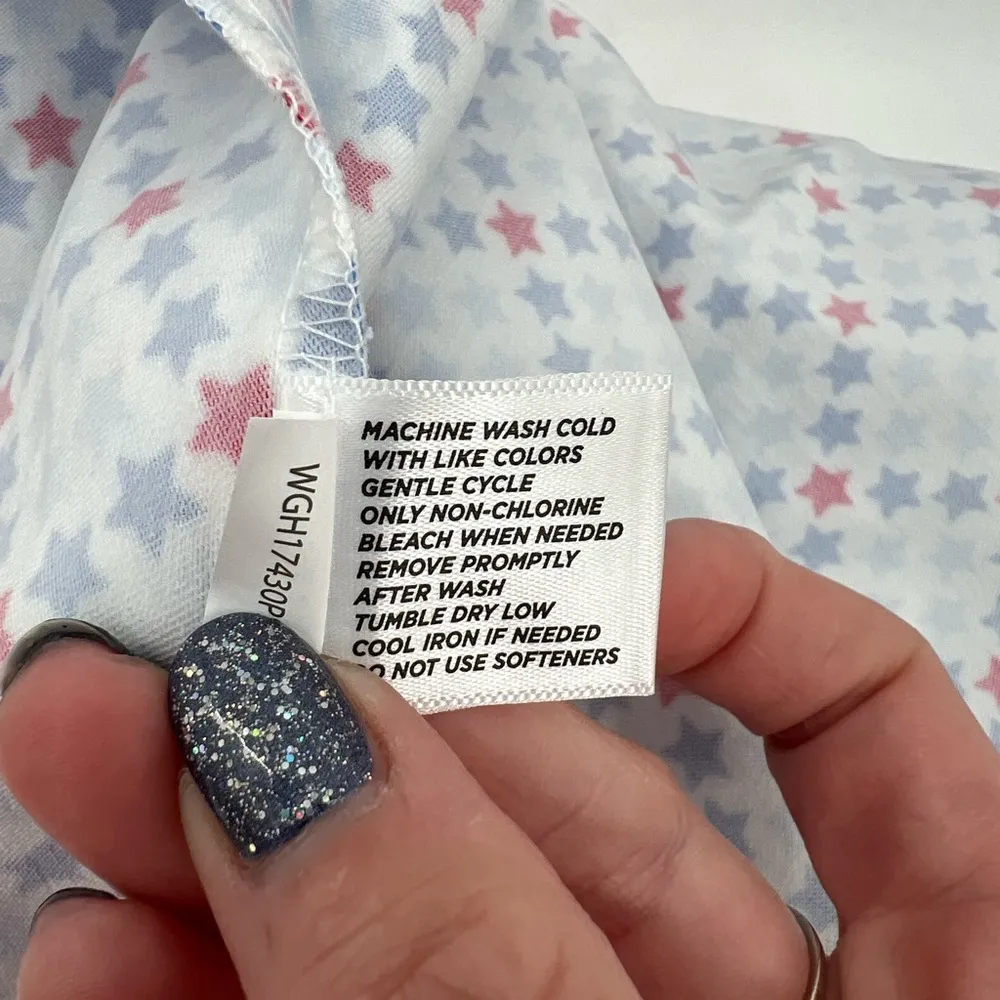 MACHINE WASH COLD
WITH LIKE COLORS
GENTLE CYCLE
ONLY NON-CHLORINE
BLEACH WHEN NEEDED
REMOVE PROMPTLY
AFTER WASH
TUMBLE DRY LOW
COOL IRON IF NEEDED
DO NOT USE SOFTENERS
WGH17430P